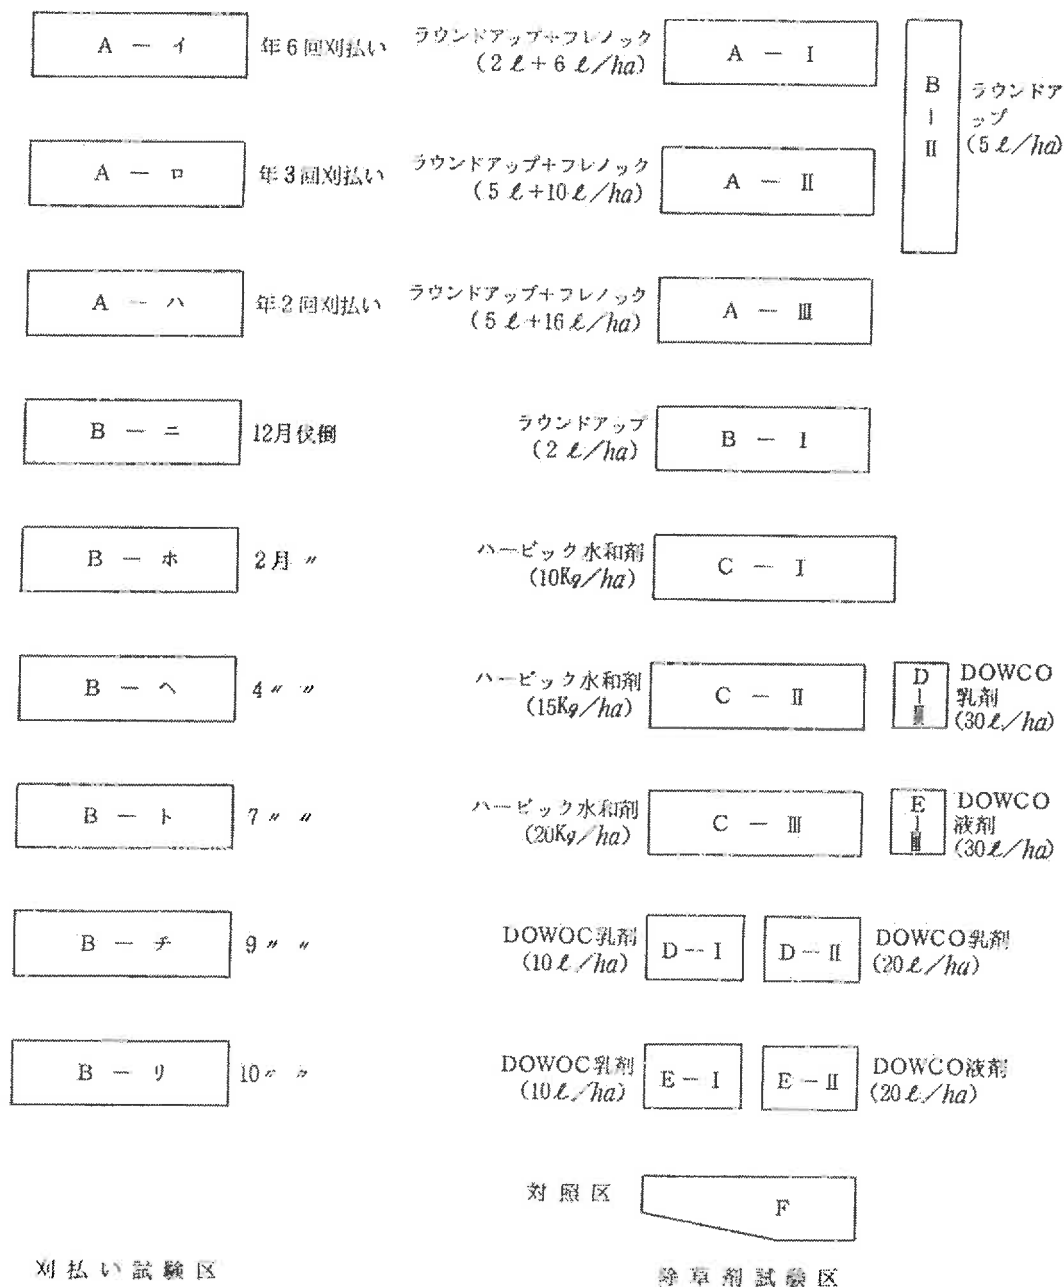 A－イ
年6回刈払い
A－ロ
年3回刈払い
A－ハ
年2回刈払い
B－ニ
12月伐倒
B－ホ
2月〃
B－ヘ
4〃〃
B－ト
7〃〃
B－チ
9〃〃
B－リ
10〃〃
刈払い試験区
ラウンドアップ+フレノック
(2ℓ+6ℓ/ha)
A－Ⅰ
B－Ⅱ
ラウンドア
ップ
(5ℓ/ha)
ラウンドアップ+フレノック
(5ℓ+10ℓ/ha)
A－Ⅱ
ラウンドアップ+フレノック
(5ℓ+16ℓ/ha)
A－Ⅲ
ラウンドアップ
(2ℓ/ha)
B－Ⅰ
ハービック水和剤
(10Kg/ha)
C－Ⅰ
ハービック水和剤
(15Kg/ha)
C－Ⅱ
D－Ⅲ
DOWCO
乳剤
(30ℓ/ha)
ハービック水和剤
(20Kg/ha)
C－Ⅲ
E－Ⅲ
DOWCO
液剤
(30ℓ/ha)
DOWOC乳剤
(10ℓ/ha)
D－Ⅰ
D－Ⅱ
DOWCO乳剤
(20ℓ/ha)
DOWOC乳剤
(10ℓ/ha)
E－Ⅰ
E－Ⅱ
DOWCO液剤
(20ℓ/ha)
対照区
F
除草剤試験区